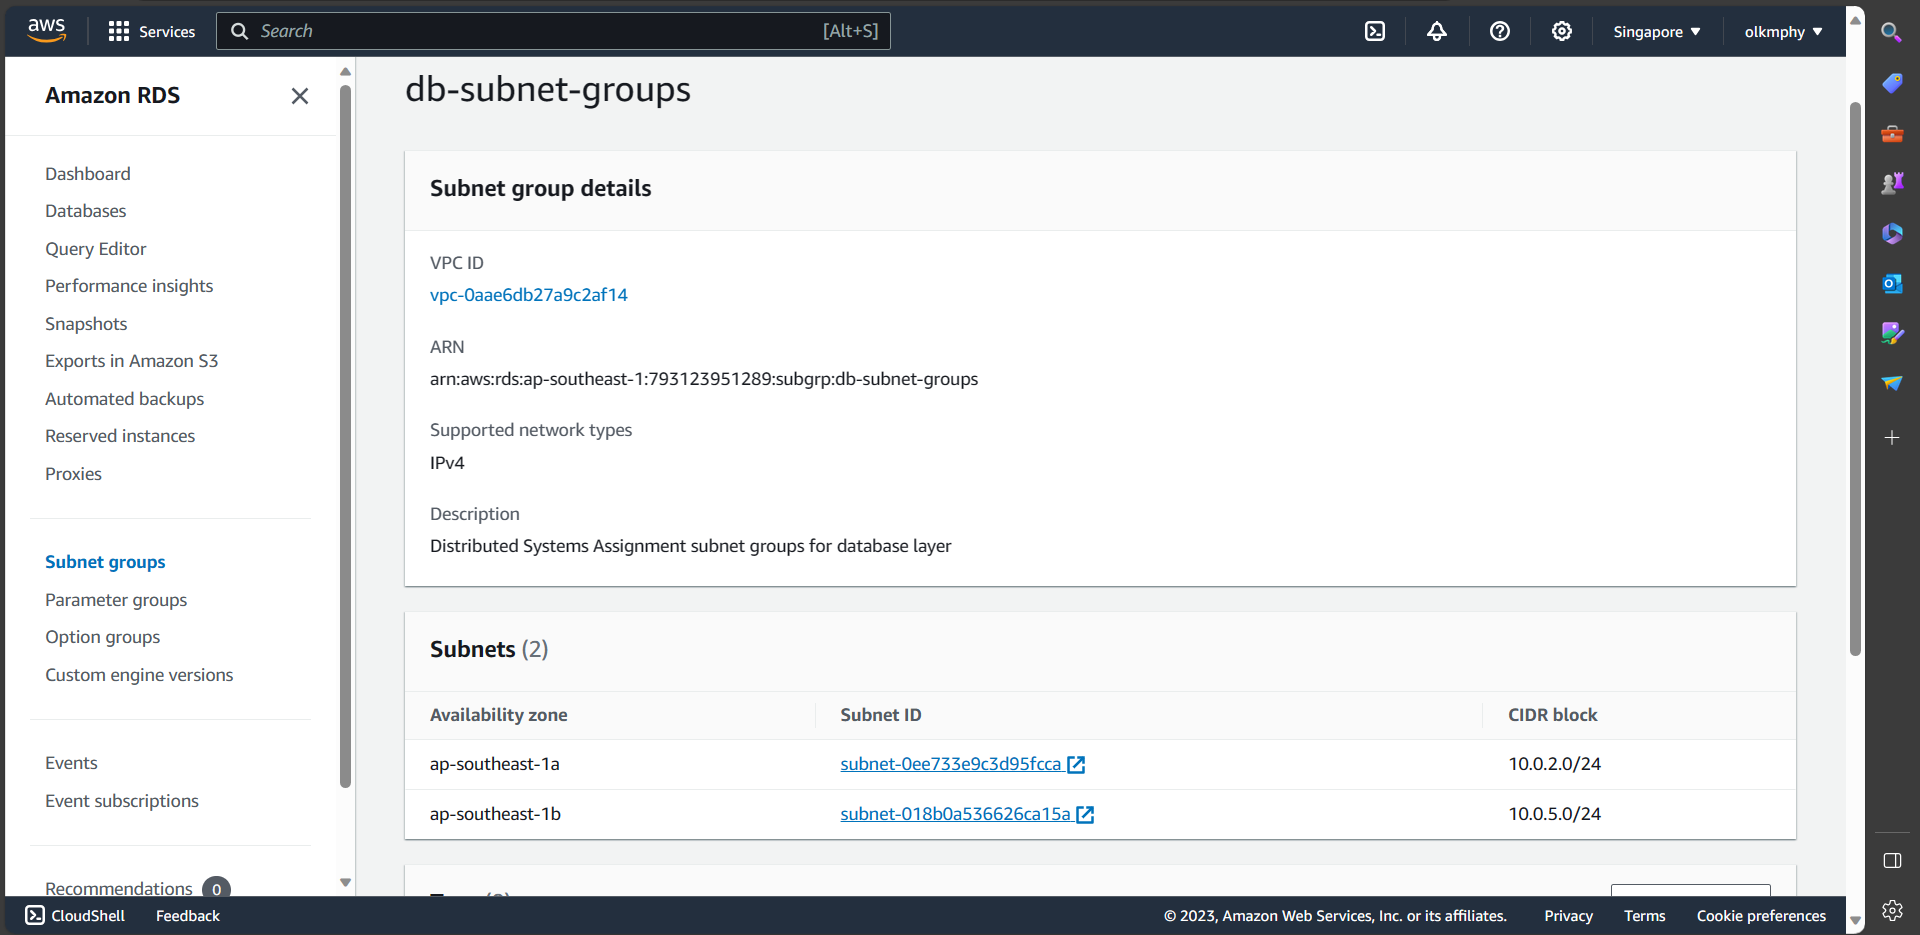 aws
Services
Search
[Alt+S]
Singapore
olkmphy
Amazon RDS
Dashboard
Databases
Query Editor
Performance insights
Snapshots
Exports in Amazon S3
Automated backups
Reserved instances
Proxies
Subnet groups
Parameter groups
Option groups
Custom engine versions
Events
Event subscriptions
Recommendations 0
db-subnet-groups
Subnet group details
VPC ID
vpc-0aae6db27a9c2af14
ARN
arn:aws:rds:ap-southeast-1:793123951289:subgrp:db-subnet-groups
Supported network types
IPv4
Description
Distributed Systems Assignment subnet groups for database layer
Subnets (2)
Availability zone Subnet ID CIDR block
ap-southeast-1a subnet-0ee733e9c3d95fcca 10.0.2.0/24
ap-southeast-1b subnet-018b0a536626ca15a 10.0.5.0/24
CloudShell Feedback © 2023, Amazon Web Services, Inc. or its affiliates. Privacy Terms Cookie preferences